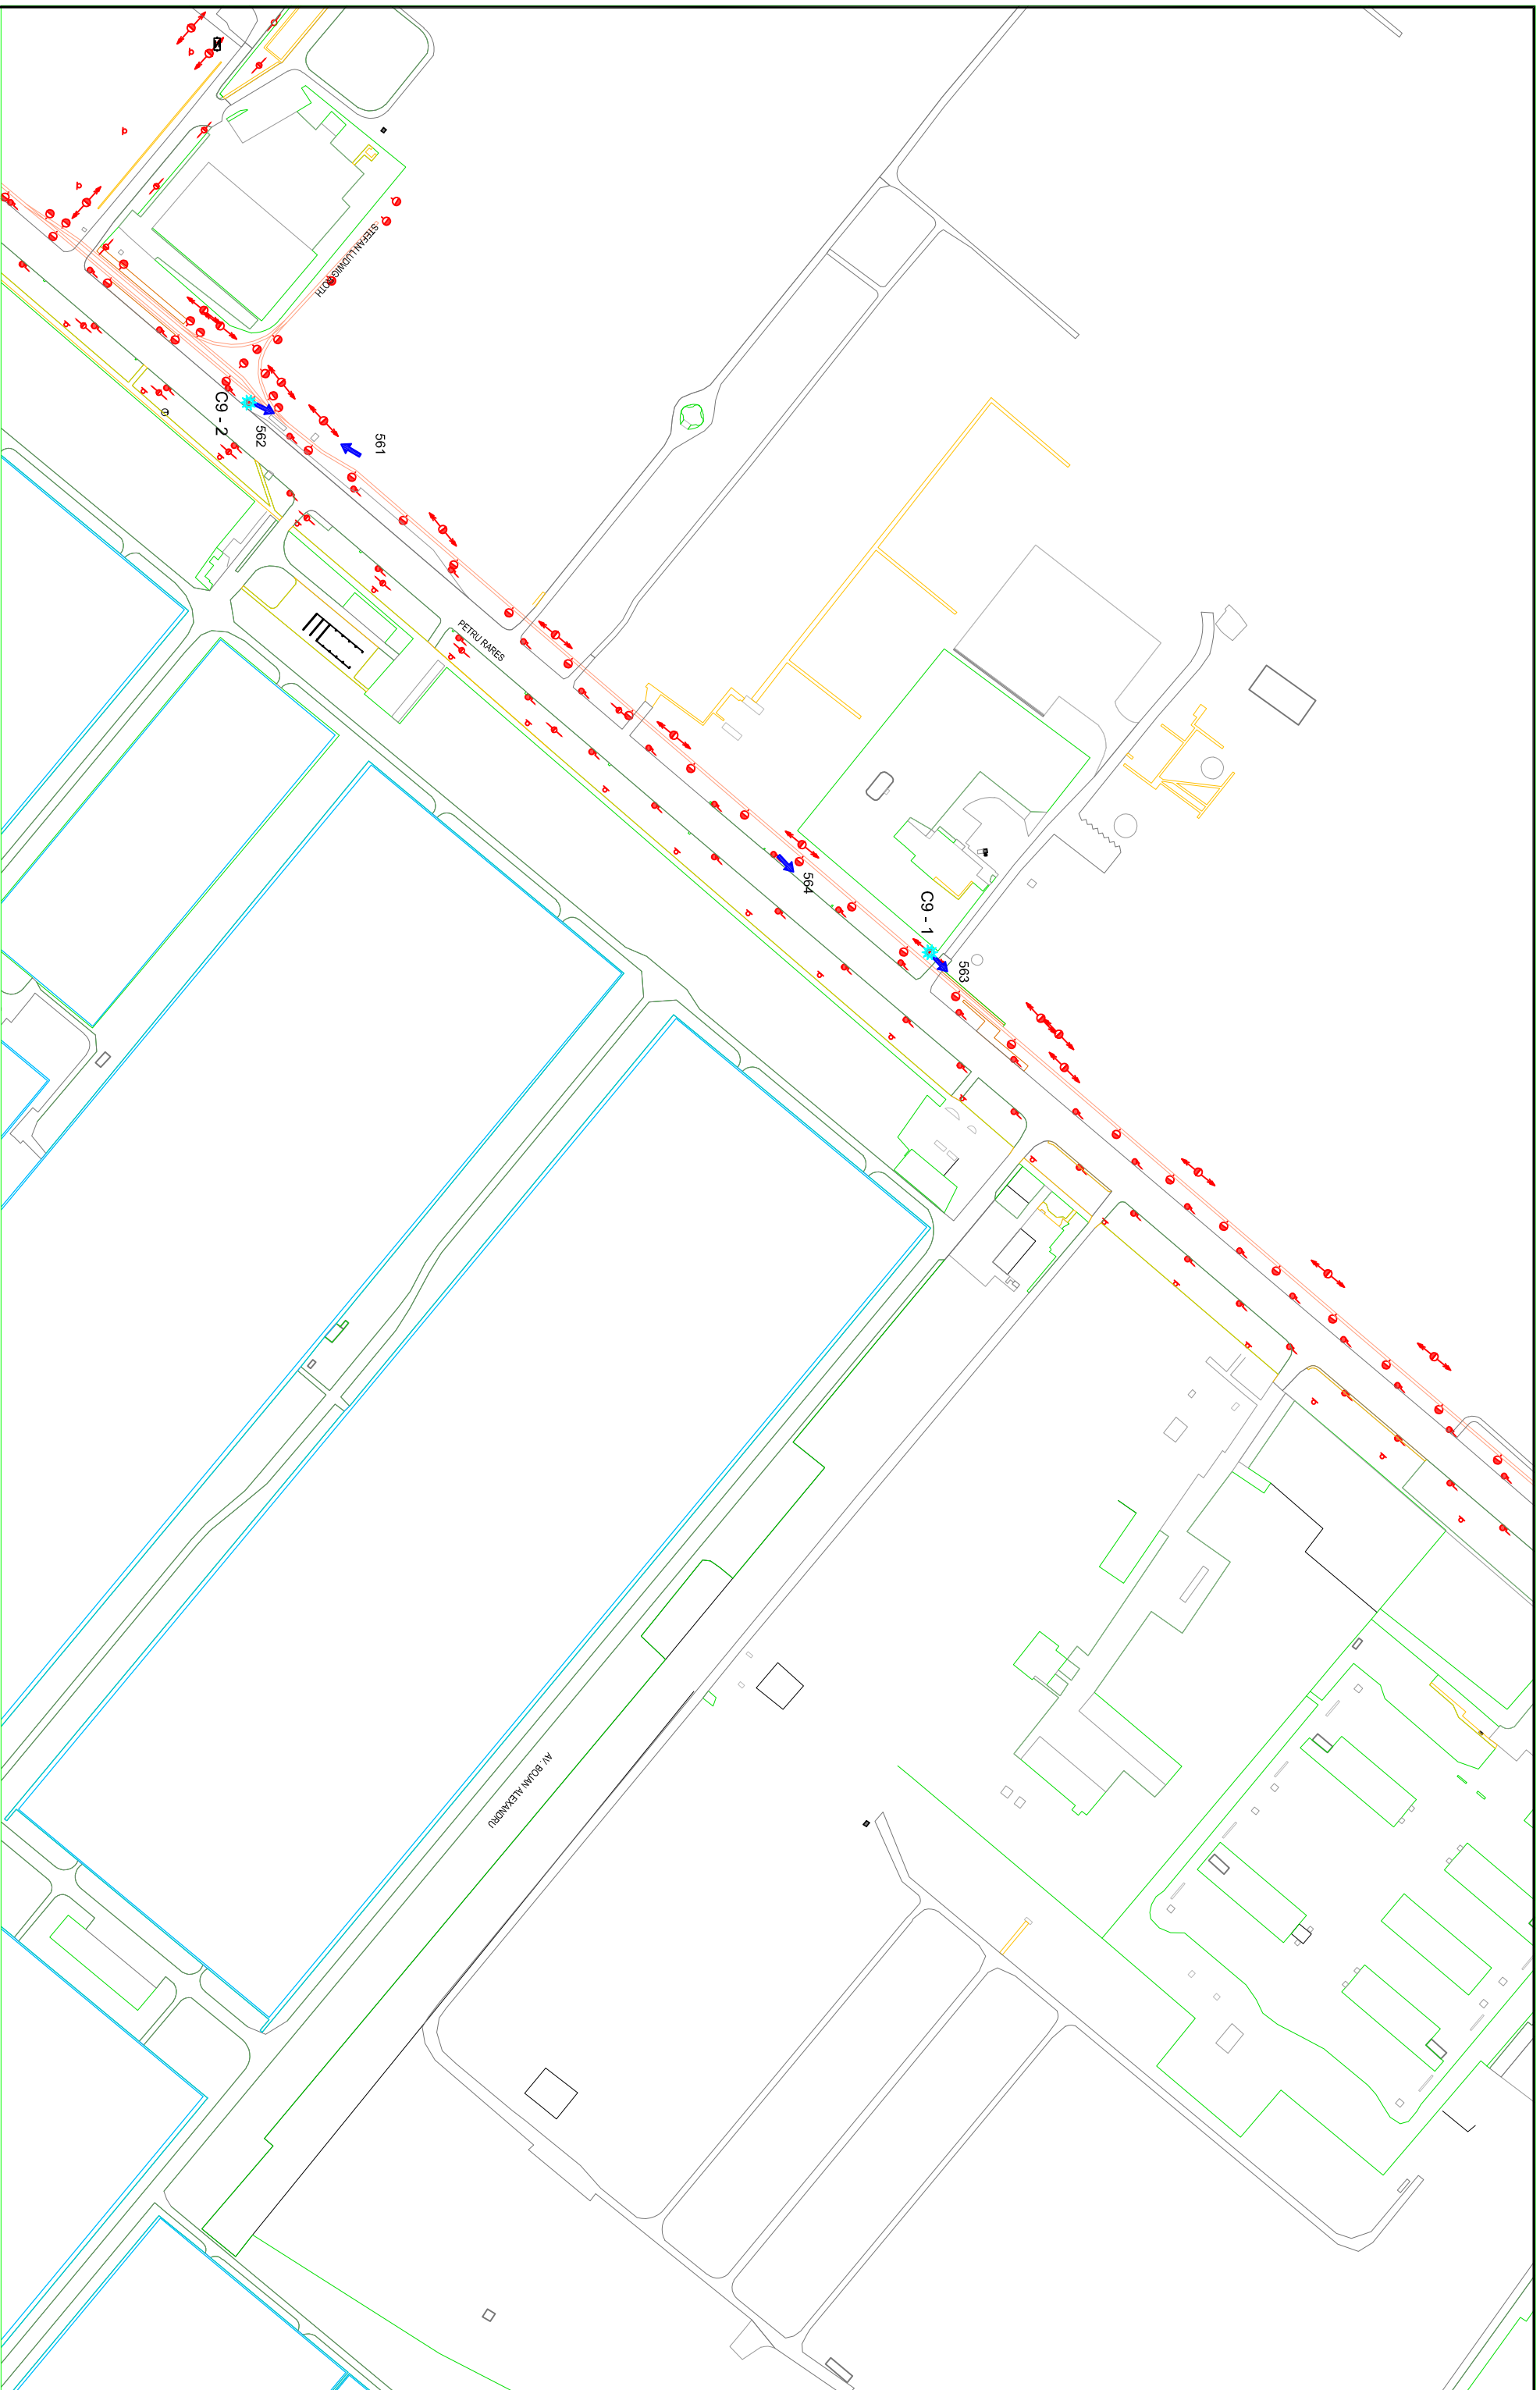 STEFAN LUDWIG ROTH
561
C9 - 2
562
PETRU RARES
564
C9 - 1
563
AV. BOJAN ALEXANDRU